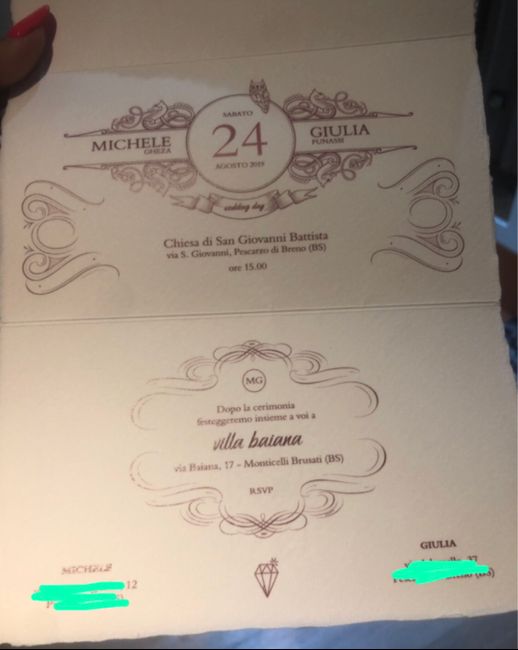 SABATO
24
AGOSTO 2019
MICHELE
GHEZA
GIULIA
wedding day
Chiesa di San Giovanni Battista
via S. Giovanni, Pescarzo di Breno (BS)
ore 15.00
MG
Dopo la cerimonia
festeggeremo insieme a voi a
villa baiana
via Baiana, 17 - Monticelli Brusati (BS)
RSVP
MICHELE
12
GIULIA
(BS)